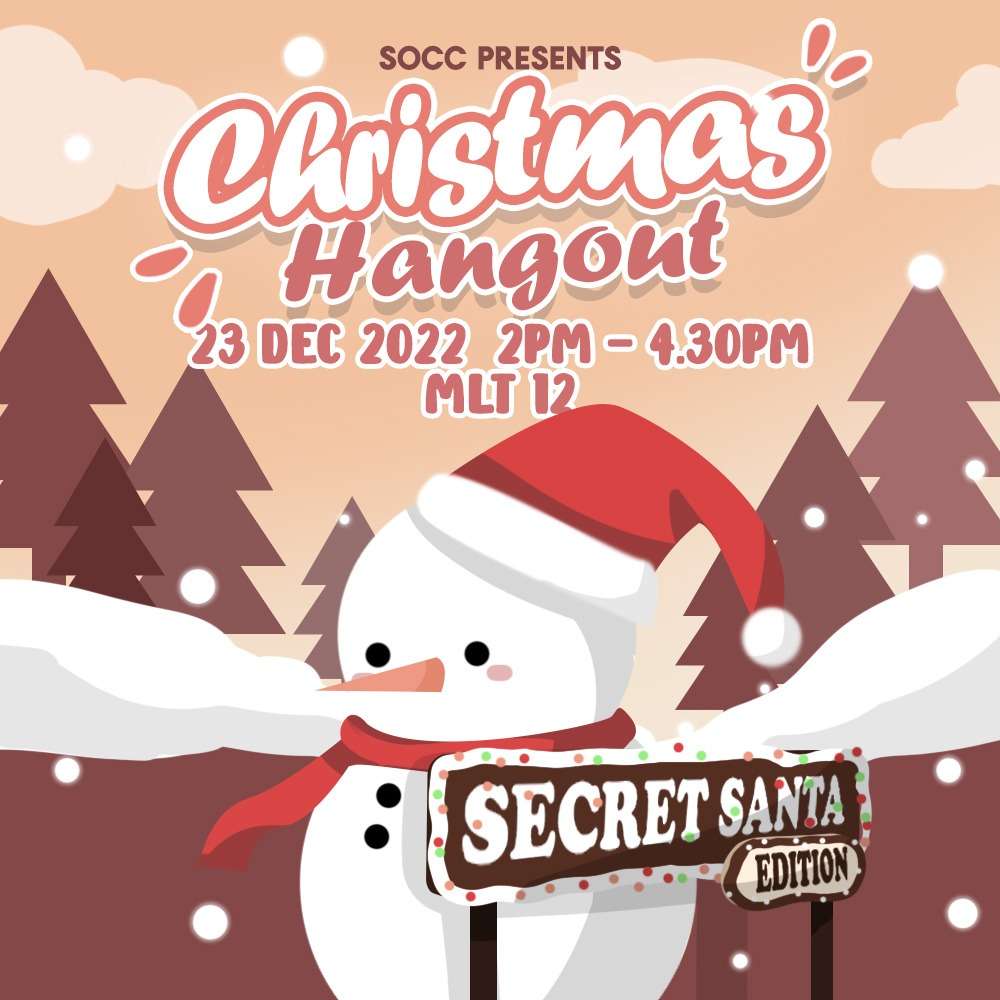 SOCC PRESENTS
Christmas
Hangout
23 DEC 2022 2PM – 4.30PM
MLT 12
SECRET SANTA
EDITION